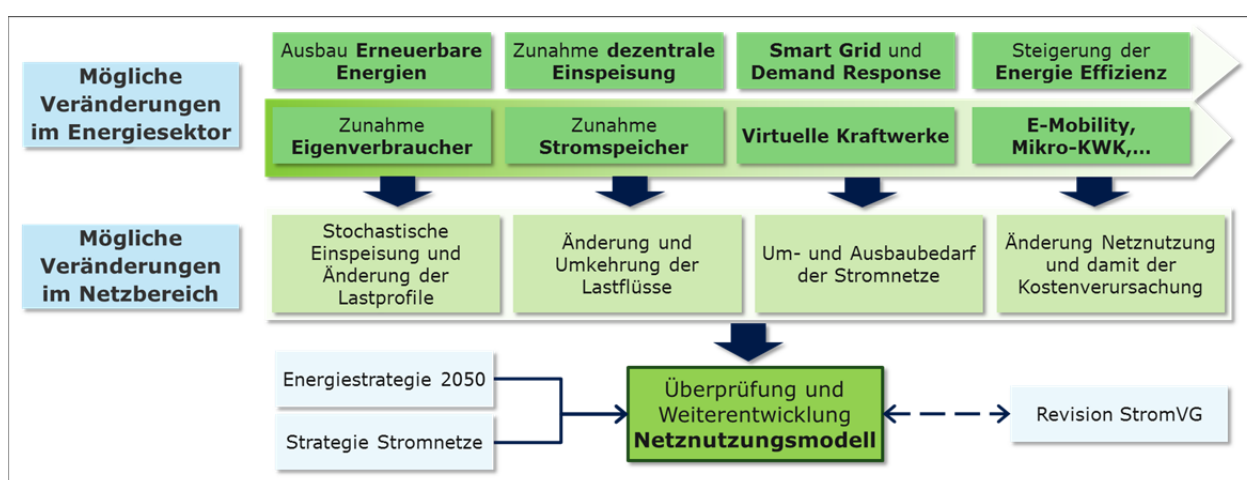 Mögliche
Veränderungen
im Energiesektor
Ausbau Erneuerbare
Energien
Zunahme dezentrale
Einspeisung
Smart Grid und
Demand Response
Steigerung der
Energie Effizienz
Zunahme
Eigenverbraucher
Zunahme
Stromspeicher
Virtuelle Kraftwerke
E-Mobility,
Mikro-KWK,...
Mögliche
Veränderungen
im Netzbereich
Stochastische
Einspeisung und
Änderung der
Lastprofile
Änderung und
Umkehrung der
Lastflüsse
Um- und Ausbaubedarf
der Stromnetze
Änderung Netznutzung
und damit der
Kostenverursachung
Energiestrategie 2050
Strategie Stromnetze
Überprüfung und
Weiterentwicklung
Netznutzungsmodell
Revision StromVG